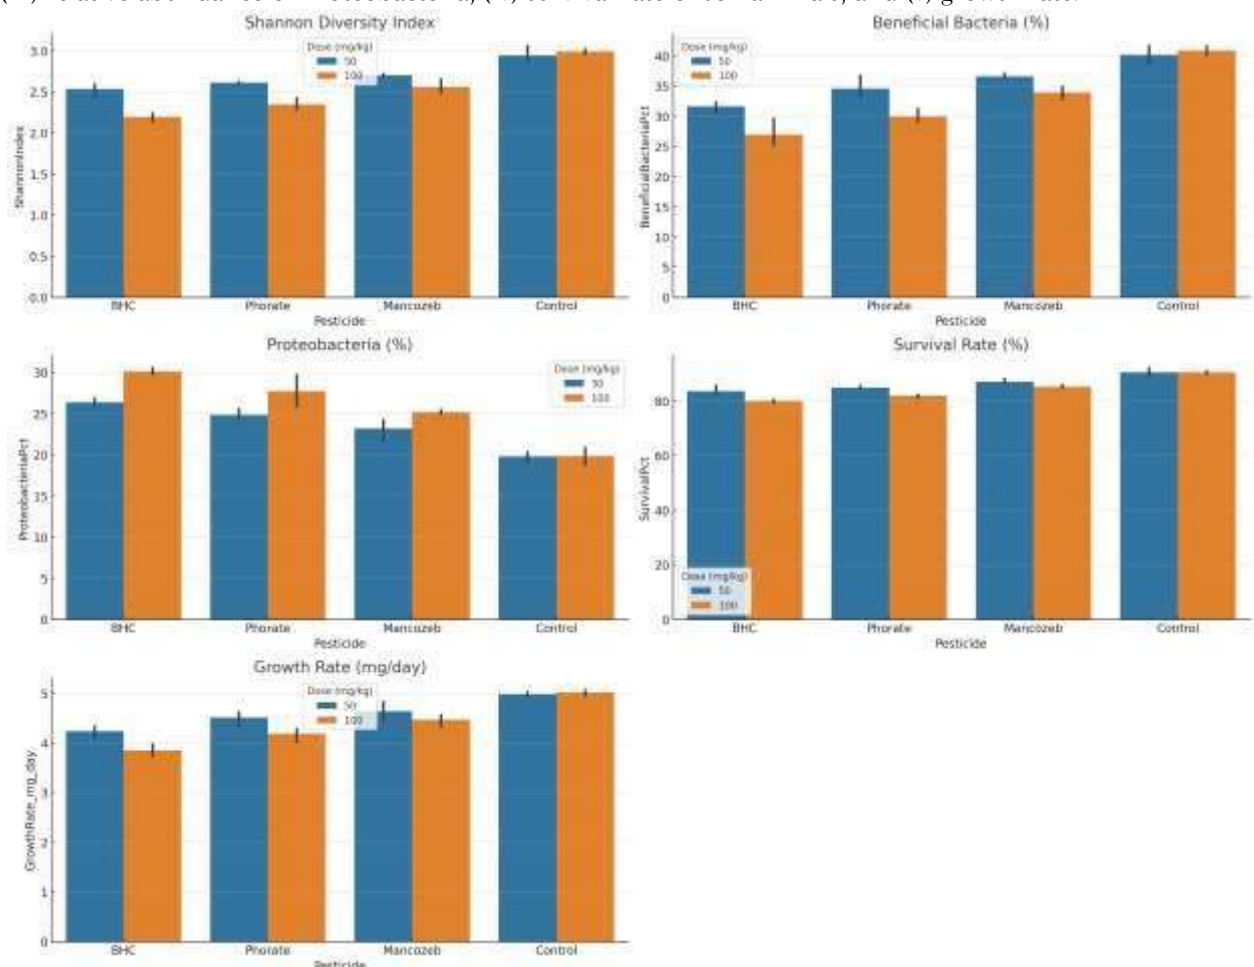 Shannon Diversity Index
Dose (mg/kg)
50
100
3.0
2.5
2.0
1.5
1.0
0.5
0.0
ShannonIndex
BHC Phorate Mancozeb Control
Pesticide
Beneficial Bacteria (%)
Dose (mg/kg)
50
100
40
35
30
25
20
15
10
5
0
BeneficialBacteriaPct
BHC Phorate Mancozeb Control
Pesticide
Proteobacteria (%)
Dose (mg/kg)
50
100
30
25
20
15
10
5
0
ProteobacteriaPct
BHC Phorate Mancozeb Control
Pesticide
Survival Rate (%)
80
60
40
20
0
SurvivalPct
Dose (mg/kg)
50
100
BHC Phorate Mancozeb Control
Pesticide
Growth Rate (mg/day)
Dose (mg/kg)
50
100
5
4
3
2
1
0
GrowthRate_mg_day
BHC Phorate Mancozeb Control
Pesticide